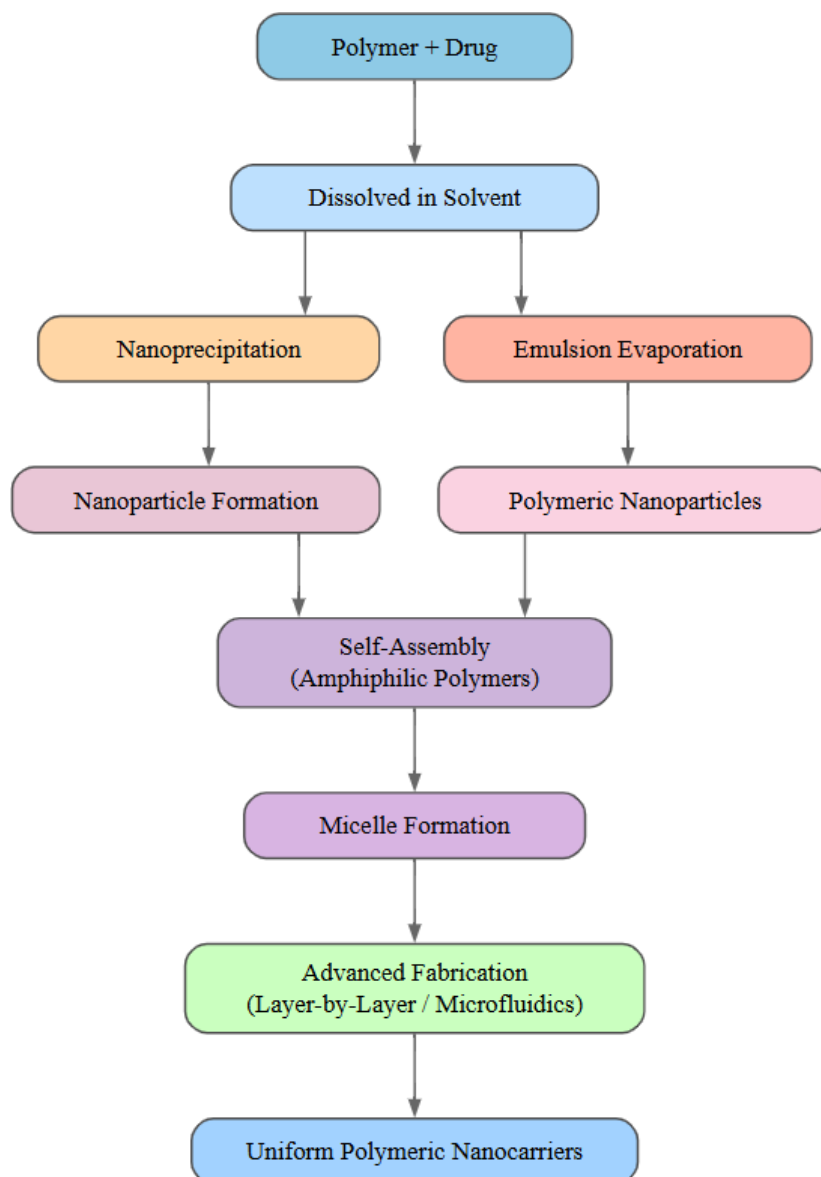 Polymer + Drug
Dissolved in Solvent
Nanoprecipitation
Emulsion Evaporation
Nanoparticle Formation
Polymeric Nanoparticles
Self-Assembly
(Amphiphilic Polymers)
Micelle Formation
Advanced Fabrication
(Layer-by-Layer / Microfluidics)
Uniform Polymeric Nanocarriers